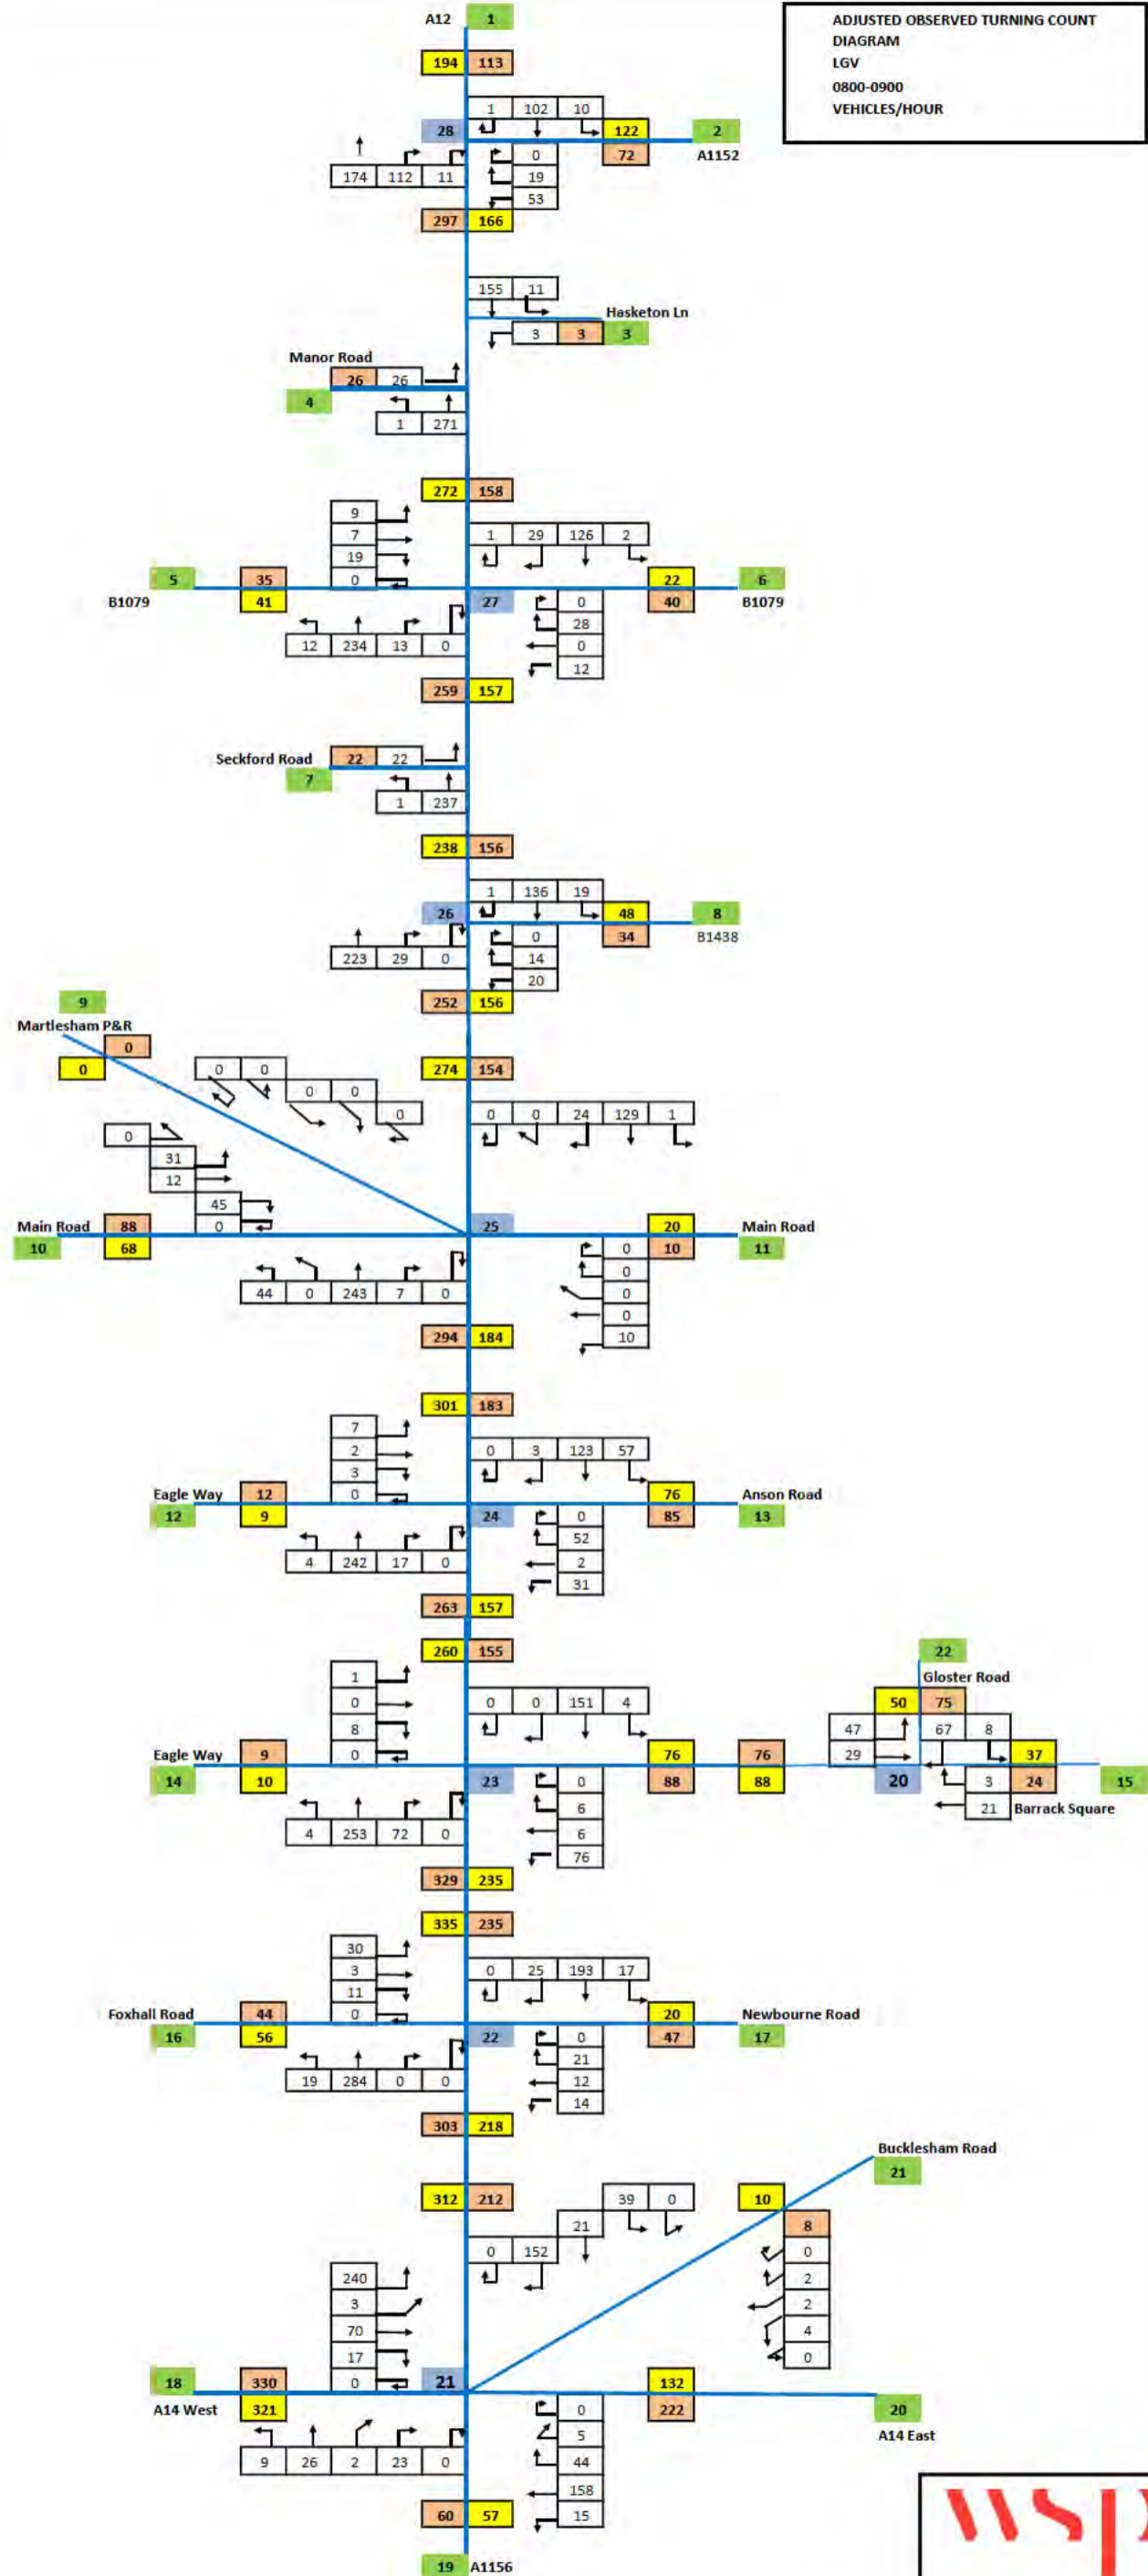 A12 1
ADJUSTED OBSERVED TURNING COUNT
DIAGRAM
LGV
0800-0900
VEHICLES/HOUR
194 113
1 102 10
28 122 2
72 A1152
0
174 112 11 19
53
297 166
155 11
Hasketon Ln
3 3 3
Manor Road
26 26
4
1 271
272 158
9
7 1 29 126 2
19
5 35 0 22 6
B1079 41 27 0 40 B1079
28
12 234 13 0 0
12
259 157
Seckford Road 22 22
7
1 237
238 156
1 136 19
26 48 8
0 34 B1438
223 29 0 14
20
9 252 156
Martlesham P&R
0
0 0 0 274 154
0 0
0 0 0 24 129 1
0
31
12
45
Main Road 88 0 25 20 Main Road
10 68 0 10 11
0
44 0 243 7 0 0
0
294 184 10
301 183
7
2 0 3 123 57
3
Eagle Way 12 0 76 Anson Road
12 9 24 0 85 13
52
4 242 17 0 2
31
263 157
260 155 22
Gloster Road
1 50 75
0 0 0 151 4 47 67 8
8 29 37
Eagle Way 9 0 76 76
14 10 23 0 88 88 20 3 24 15
6 21 Barrack Square
4 253 72 0 6
76
329 235
335 235
30
3 0 25 193 17
11
Foxhall Road 44 0 20 Newbourne Road
16 56 22 0 47 17
21
19 284 0 0 12
14
303 218
Bucklesham Road
21
312 212 39 0 10
21 8
0 152 0
240 2
3 2
70 4
17 0
18 330 0 21 132
A14 West 321 0 222 20
5 A14 East
9 26 2 23 0 44
158
60 57 15
wsp
19 A1156